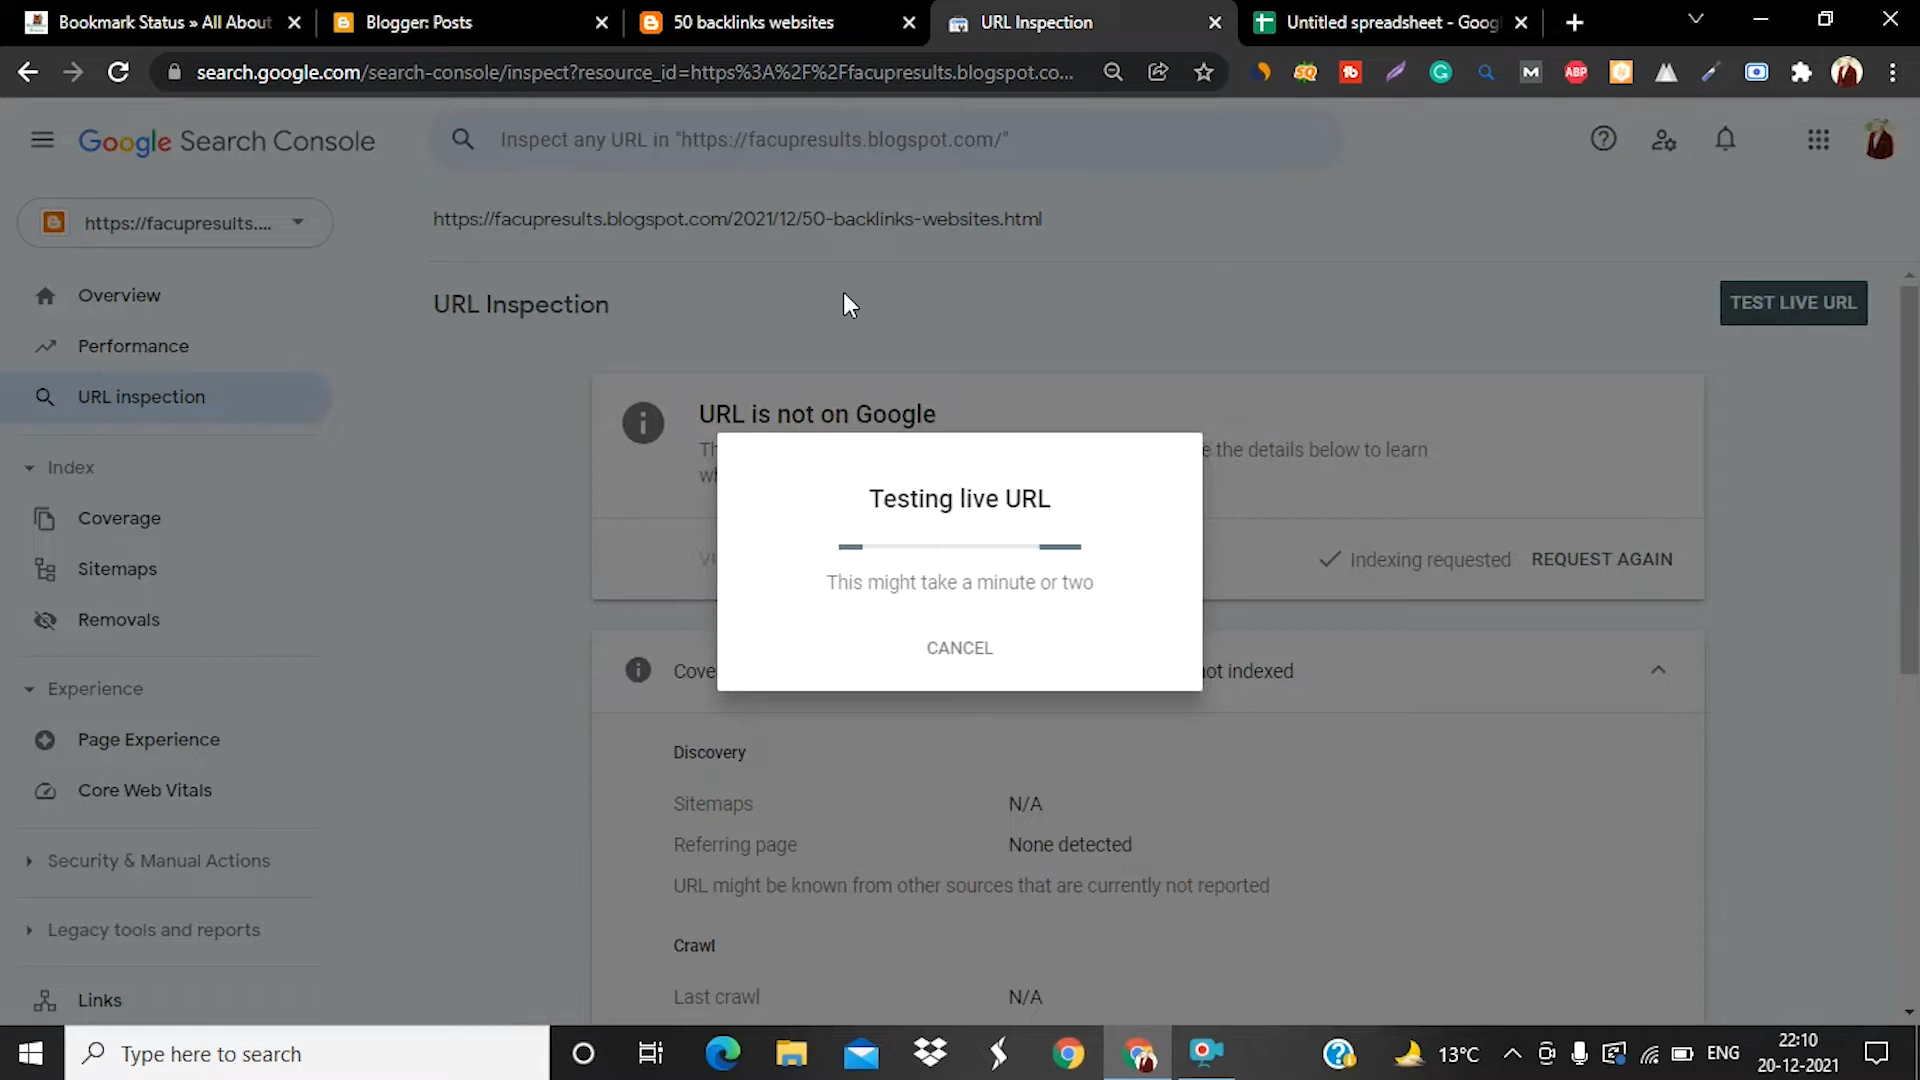 Bookmark Status » All About
Blogger: Posts
50 backlinks websites
URL Inspection
Untitled spreadsheet - Goog
search.google.com/search-console/inspect?resource_id=https%3A%2F%2Ffacupresults.blogspot.co...
Google Search Console
Inspect any URL in "https://facupresults.blogspot.com/"
https://facupresults....
https://facupresults.blogspot.com/2021/12/50-backlinks-websites.html
Overview
Performance
URL inspection
Index
Coverage
Sitemaps
Removals
Experience
Page Experience
Core Web Vitals
Security & Manual Actions
Legacy tools and reports
Links
URL Inspection
TEST LIVE URL
URL is not on Google
e the details below to learn
Testing live URL
This might take a minute or two
CANCEL
Indexing requested REQUEST AGAIN
Cove
ot indexed
Discovery
Sitemaps N/A
Referring page None detected
URL might be known from other sources that are currently not reported
Crawl
Last crawl N/A
Type here to search
13°C
ENG
22:10
20-12-2021